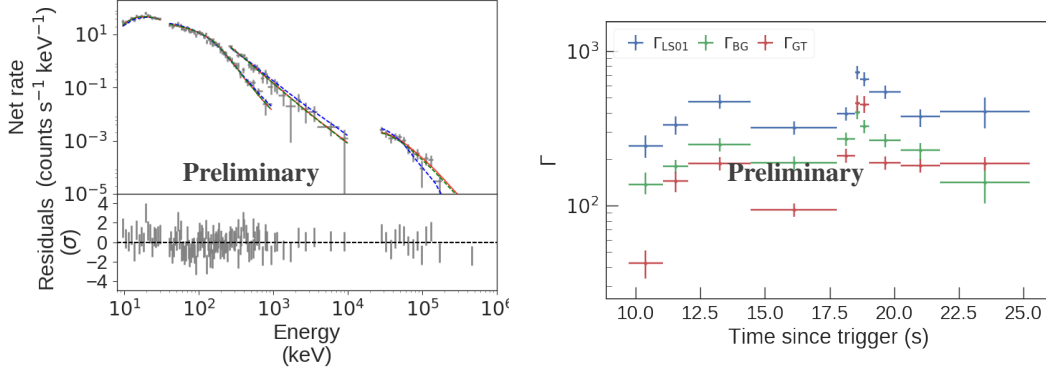 Net rate
(counts s⁻¹ keV⁻¹)
10¹
10⁻¹
10⁻³
10⁻⁵
Preliminary
Residuals
(σ)
4
2
0
−2
−4
10¹ 10² 10³ 10⁴ 10⁵ 10⁶
Energy
(keV)
Γ_LS01 Γ_BG Γ_GT
10³
10²
Γ
Preliminary
10.0 12.5 15.0 17.5 20.0 22.5 25.0
Time since trigger (s)